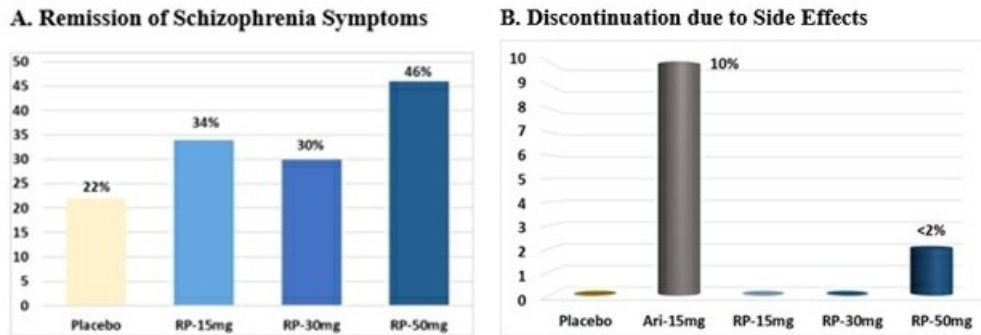 A. Remission of Schizophrenia Symptoms
50
45
40
35
30
25
20
15
10
5
0
22%
34%
30%
46%
Placebo
RP-15mg
RP-30mg
RP-50mg
B. Discontinuation due to Side Effects
10
9
8
7
6
5
4
3
2
1
0
10%
<2%
Placebo
Ari-15mg
RP-15mg
RP-30mg
RP-50mg